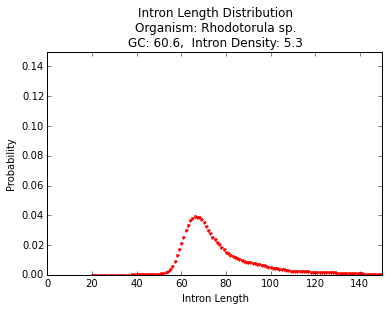 Intron Length Distribution
Organism: Rhodotorula sp.
GC: 60.6,  Intron Density: 5.3
0.14
0.12
0.10
0.08
0.06
0.04
0.02
0.00
Probability
0 20 40 60 80 100 120 140
Intron Length